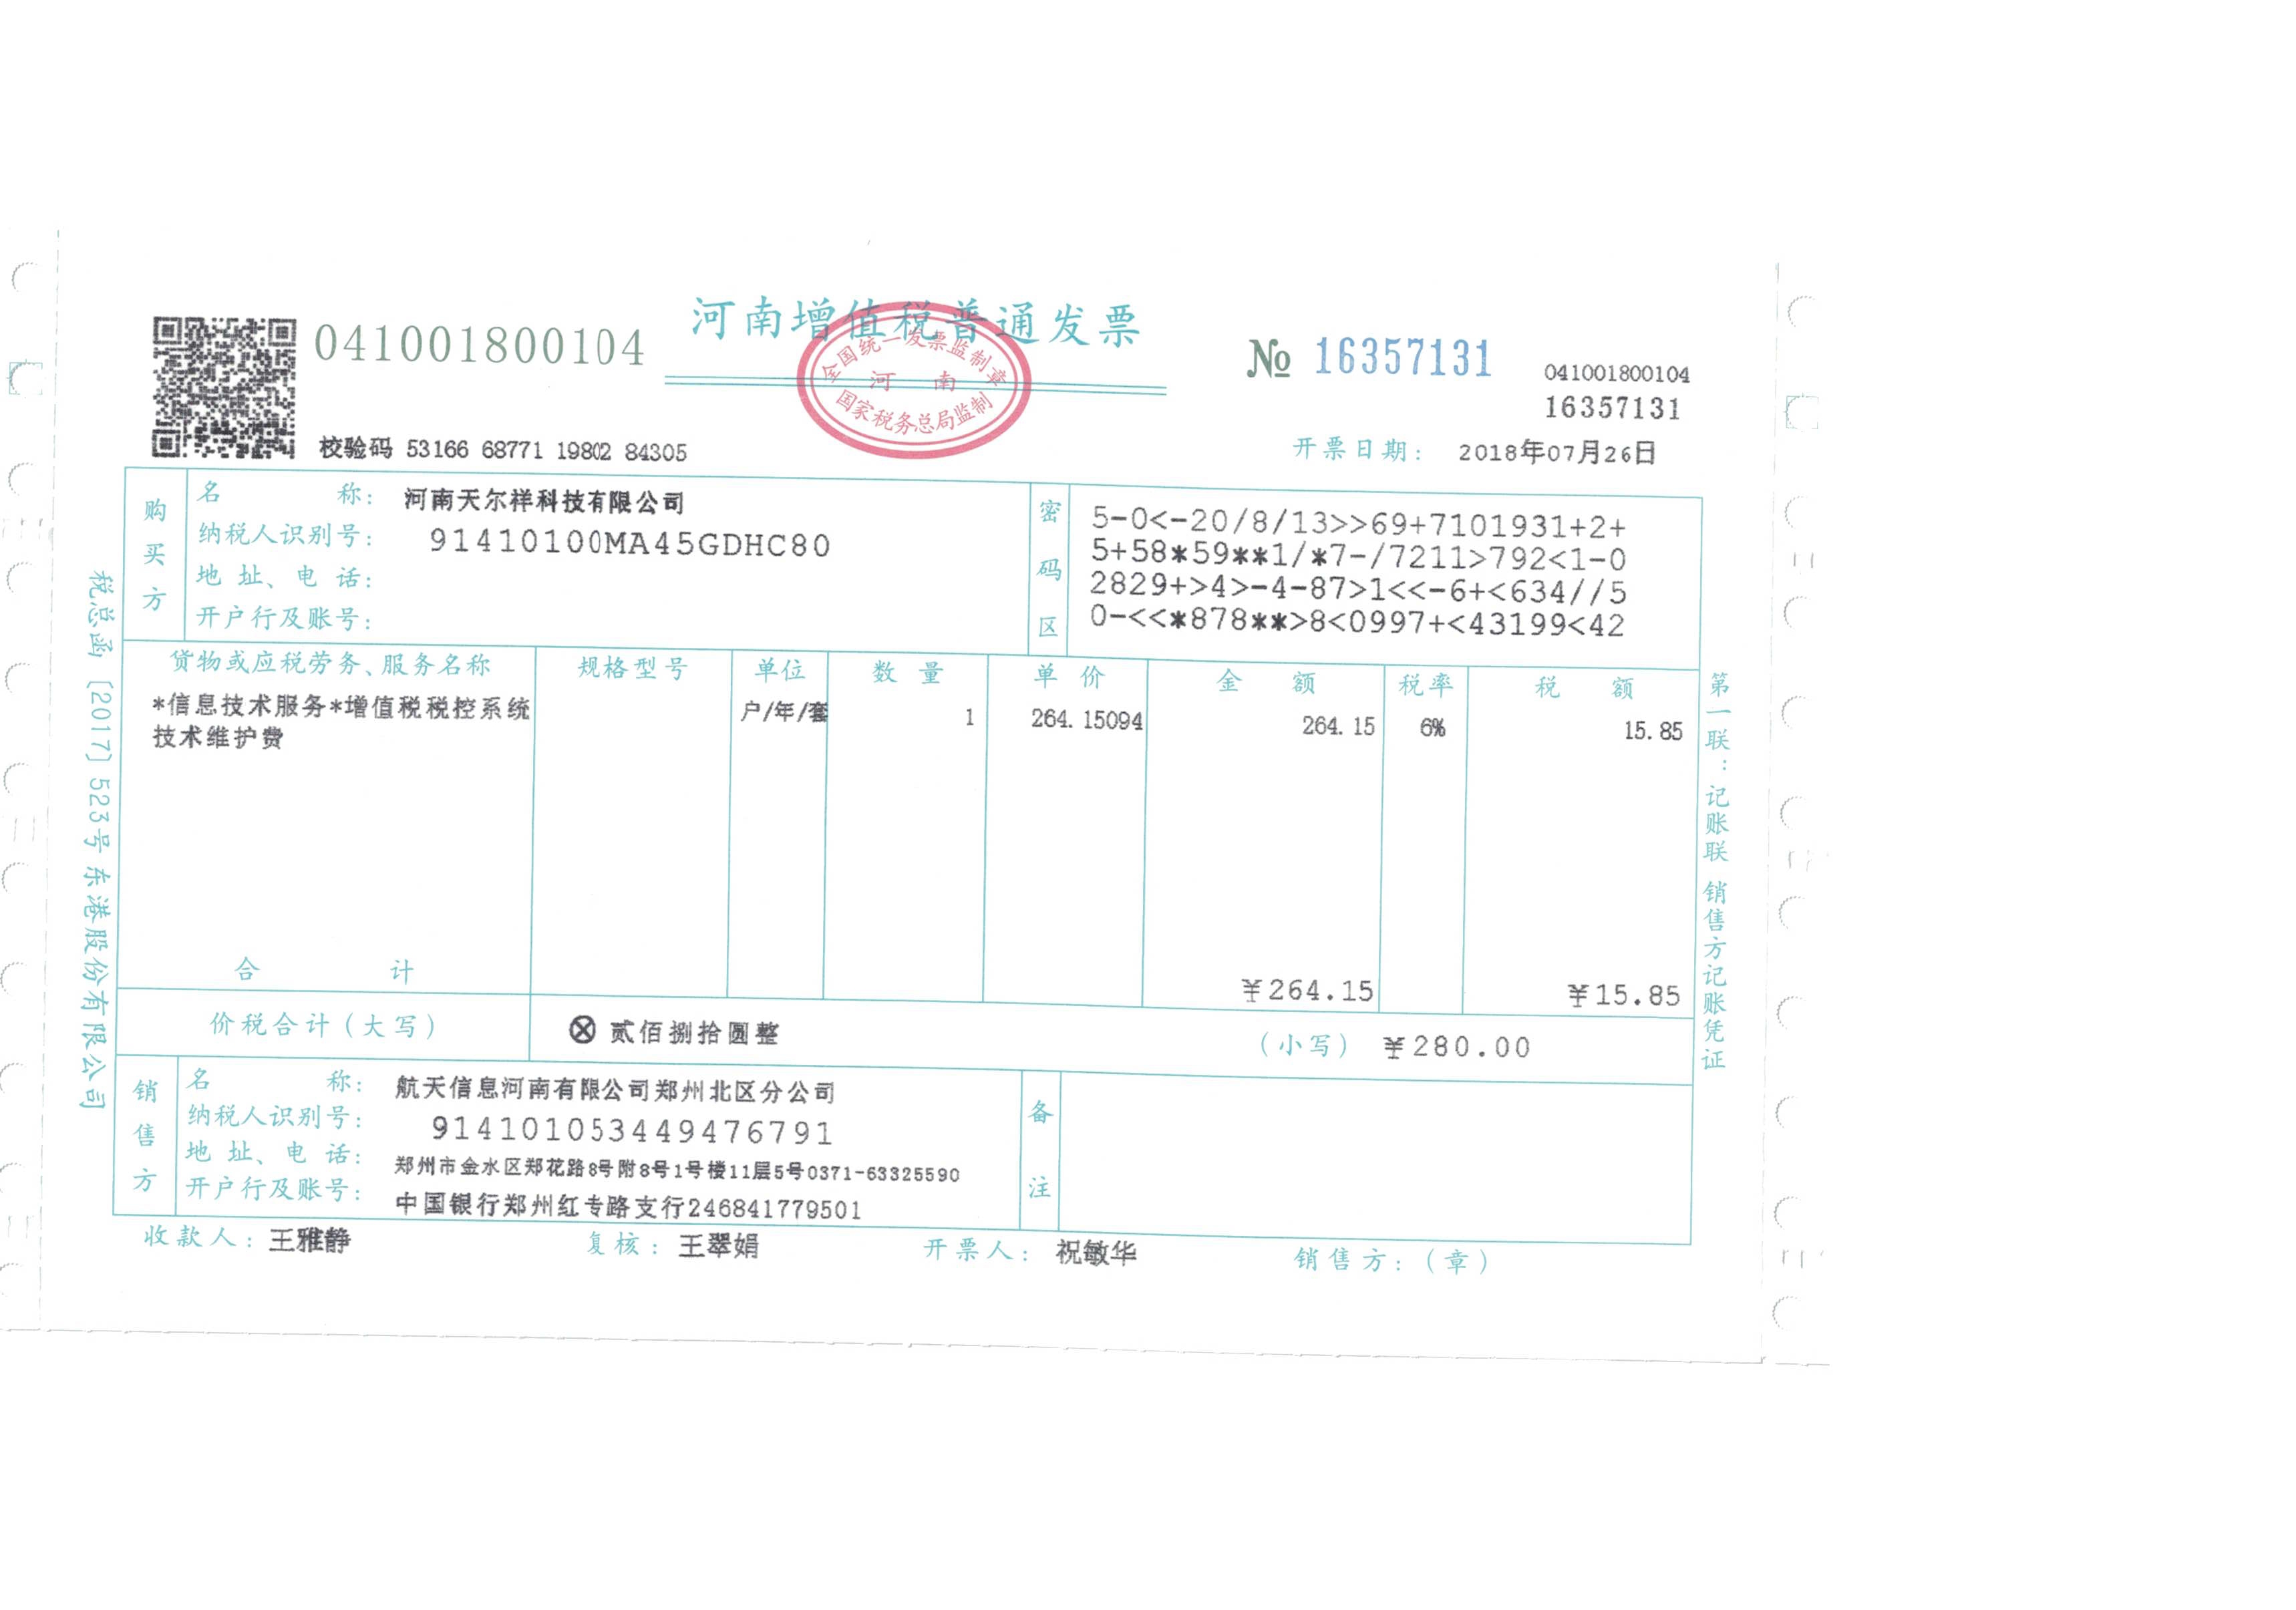 河南增值税普通发票
041001800104
№ 16357131
041001800104
16357131
全国统一发票监制章
河 南
国家税务总局监制
校验码 53166 68771 19802 84305
开票日期: 2018年07月26日
购买方
名 称: 河南天尔祥科技有限公司
纳税人识别号: 91410100MA45GDHC80
地 址、电 话:
开户行及账号:
密码区
5-0<-20/8/13>>69+7101931+2+
5+58*59**1/*7-/7211>792<1-0
2829+>4>-4-87>1<<-6+<634//5
0-<<*878**>8<0997+<43199<42
货物或应税劳务、服务名称 规格型号 单位 数 量 单 价 金 额 税率 税 额
*信息技术服务*增值税税控系统 户/年/套 1 264.15094 264.15 6% 15.85
技术维护费
合 计 ¥264.15 ¥15.85
价税合计(大写) ⊗ 贰佰捌拾圆整 (小写) ¥280.00
销售方
名 称: 航天信息河南有限公司郑州北区分公司
纳税人识别号: 914101053449476791
地 址、电 话: 郑州市金水区郑花路8号附8号1号楼11层5号0371-63325590
开户行及账号: 中国银行郑州红专路支行246841779501
备注
收款人: 王雅静 复核: 王翠娟 开票人: 祝敏华 销售方:(章)
税总函〔2017〕523号 东港股份有限公司
第一联:记账联 销售方记账凭证